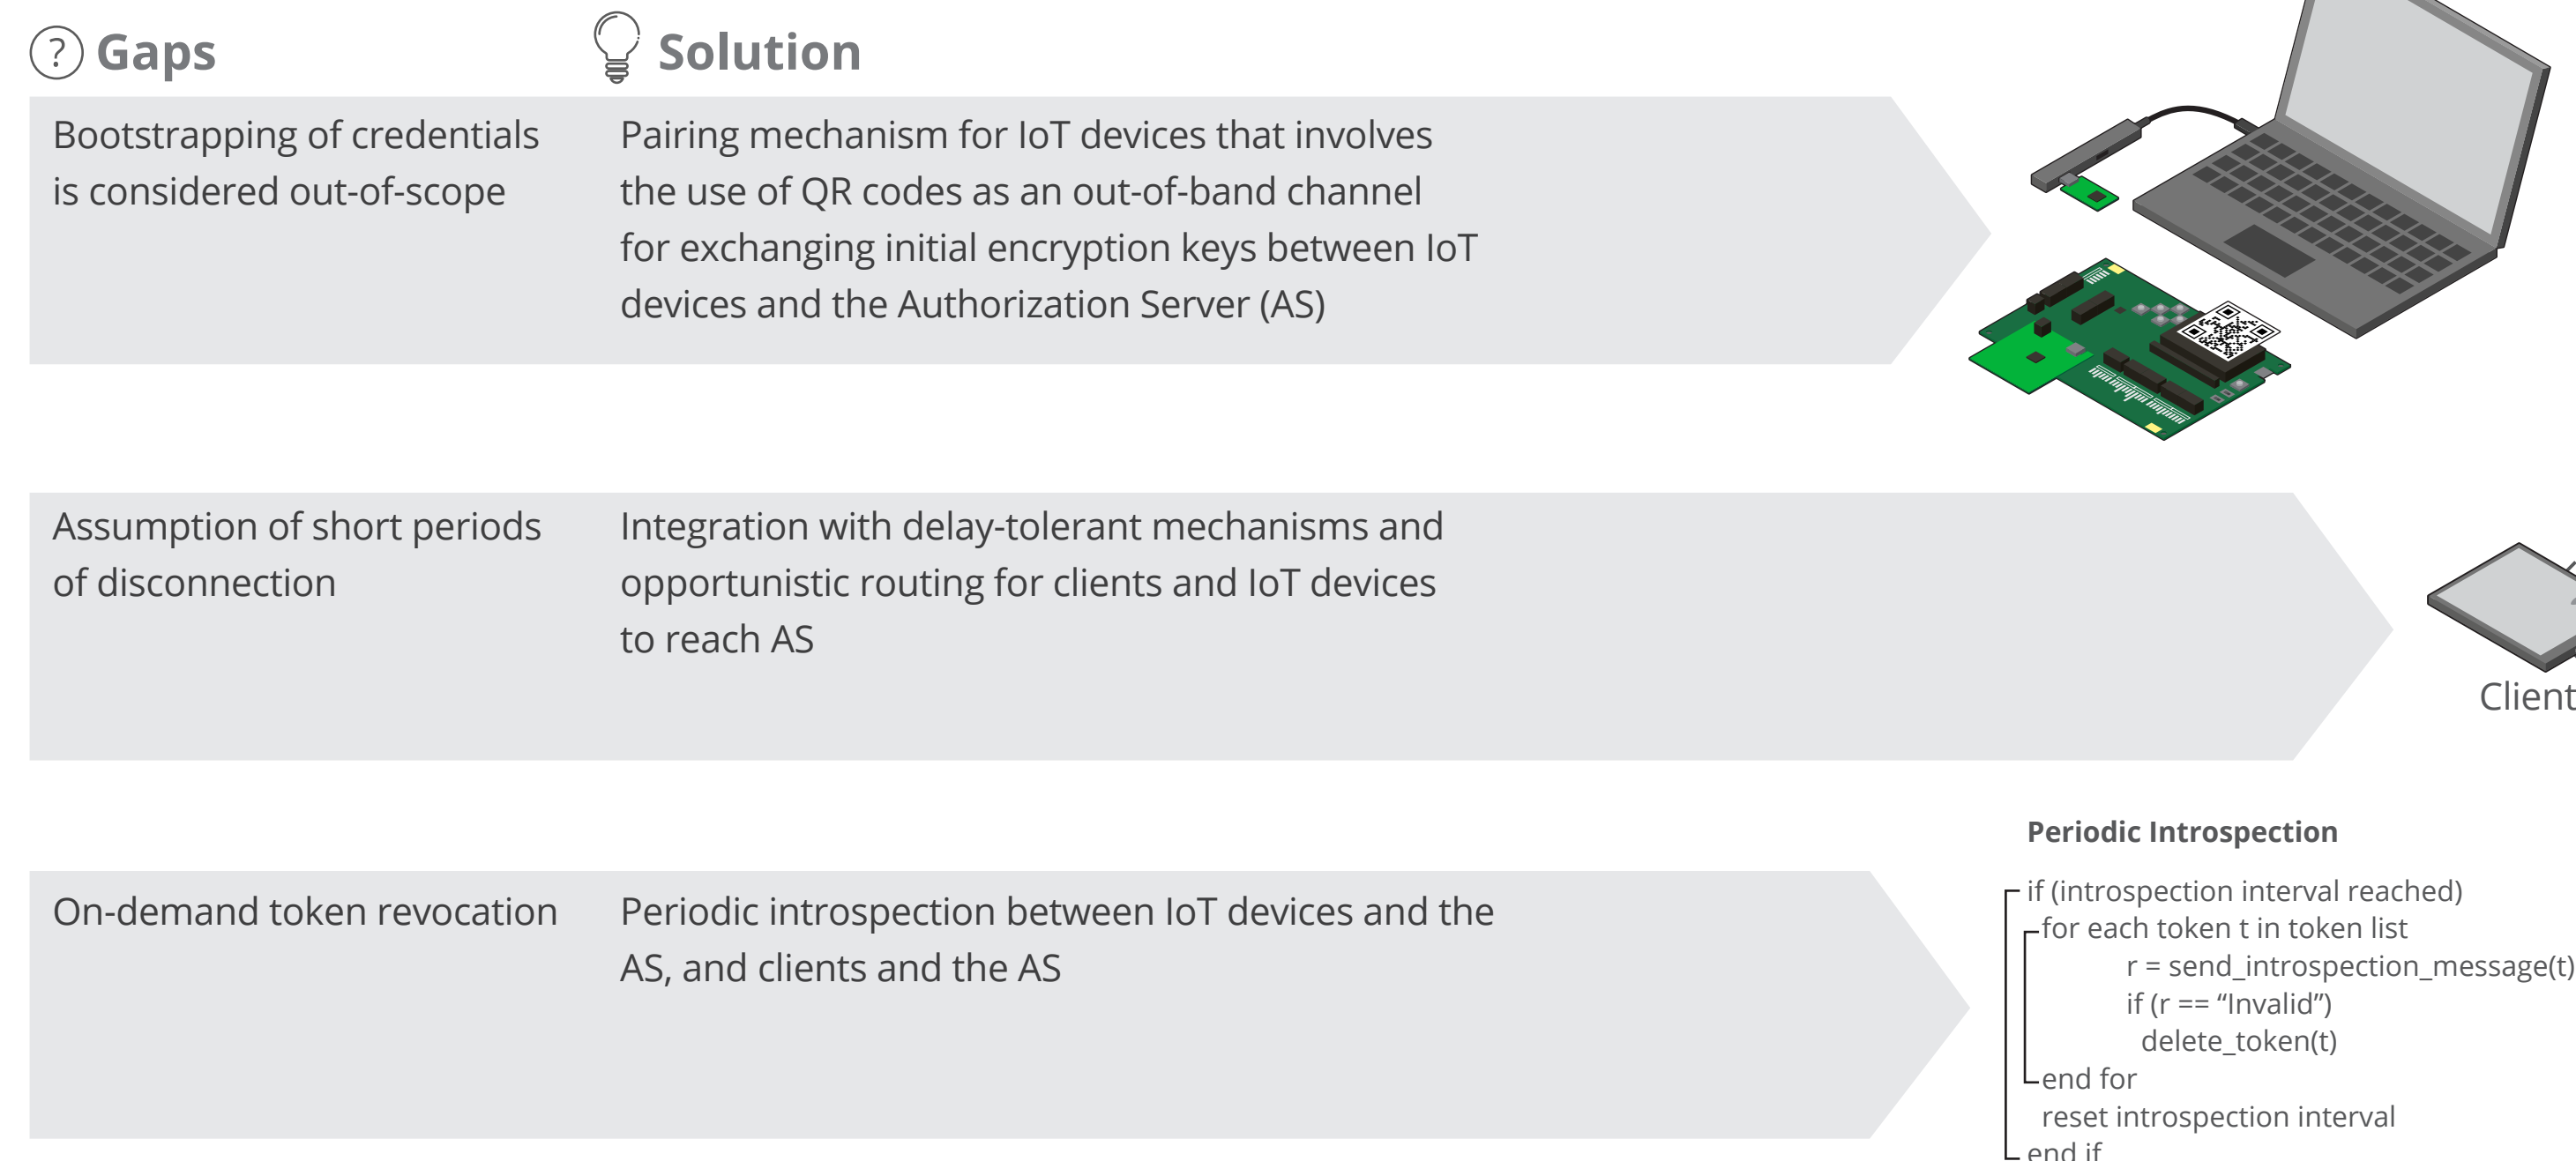 ? Gaps
Solution
Bootstrapping of credentials
is considered out-of-scope
Pairing mechanism for IoT devices that involves
the use of QR codes as an out-of-band channel
for exchanging initial encryption keys between IoT
devices and the Authorization Server (AS)
Assumption of short periods
of disconnection
Integration with delay-tolerant mechanisms and
opportunistic routing for clients and IoT devices
to reach AS
Client
On-demand token revocation
Periodic introspection between IoT devices and the
AS, and clients and the AS
Periodic Introspection
if (introspection interval reached)
for each token t in token list
r = send_introspection_message(t)
if (r == “Invalid”)
delete_token(t)
end for
reset introspection interval
end if